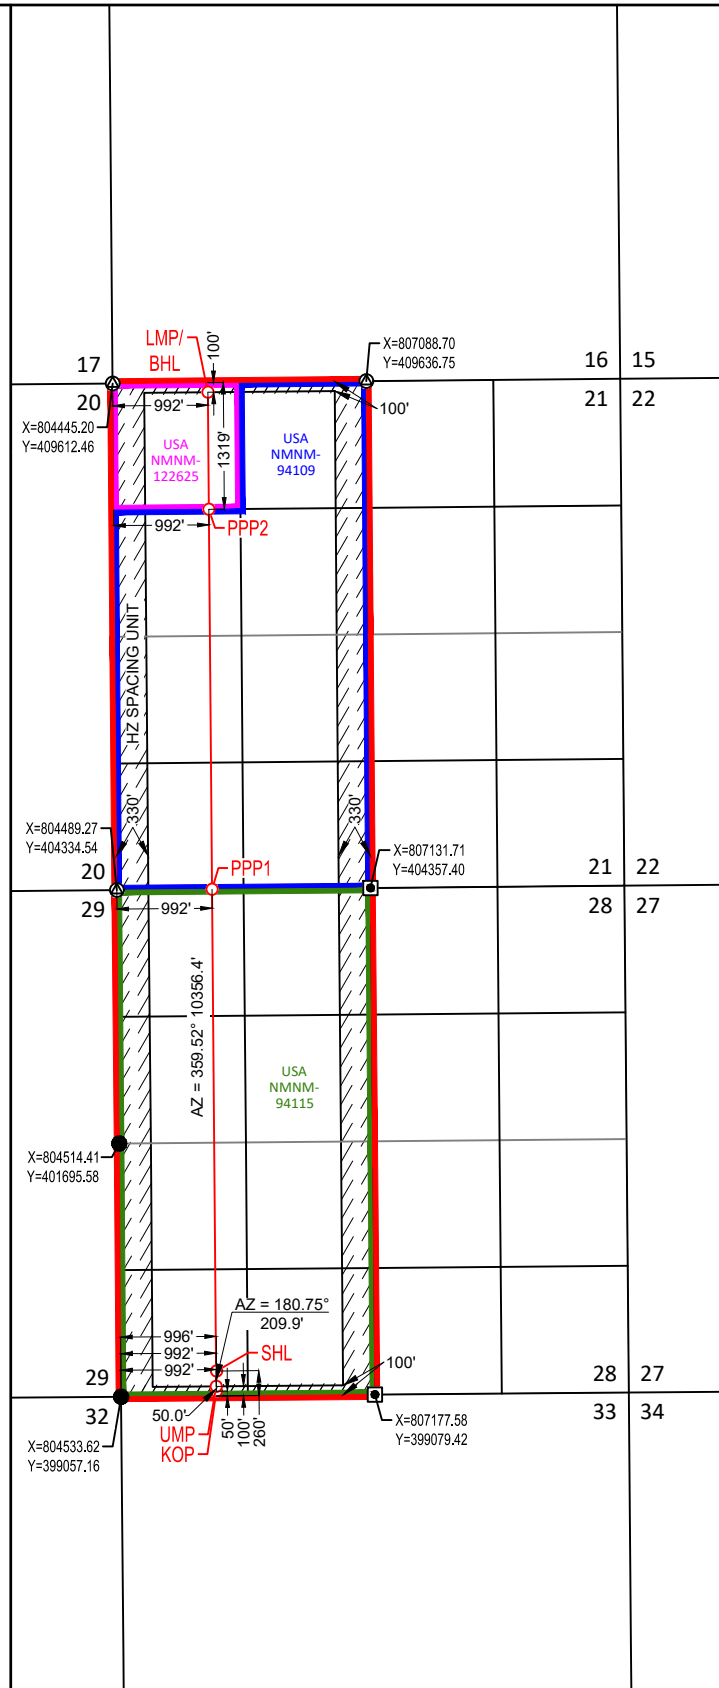 LMP/
BHL
100'
X=807088.70
Y=409636.75
17
16
15
20
21
22
X=804445.20
Y=409612.46
992'
100'
1319'
USA
NMNM-
122625
USA
NMNM-
94109
992'
PPP2
HZ SPACING UNIT
330'
330'
X=804489.27
Y=404334.54
X=807131.71
Y=404357.40
20
PPP1
21
22
29
992'
28
27
AZ = 359.52° 10356.4'
USA
NMNM-
94115
X=804514.41
Y=401695.58
AZ = 180.75°
209.9'
996'
992'
992'
SHL
100'
29
28
27
32
50.0'
UMP
KOP
50'
100'
260'
33
34
X=804533.62
Y=399057.16
X=807177.58
Y=399079.42